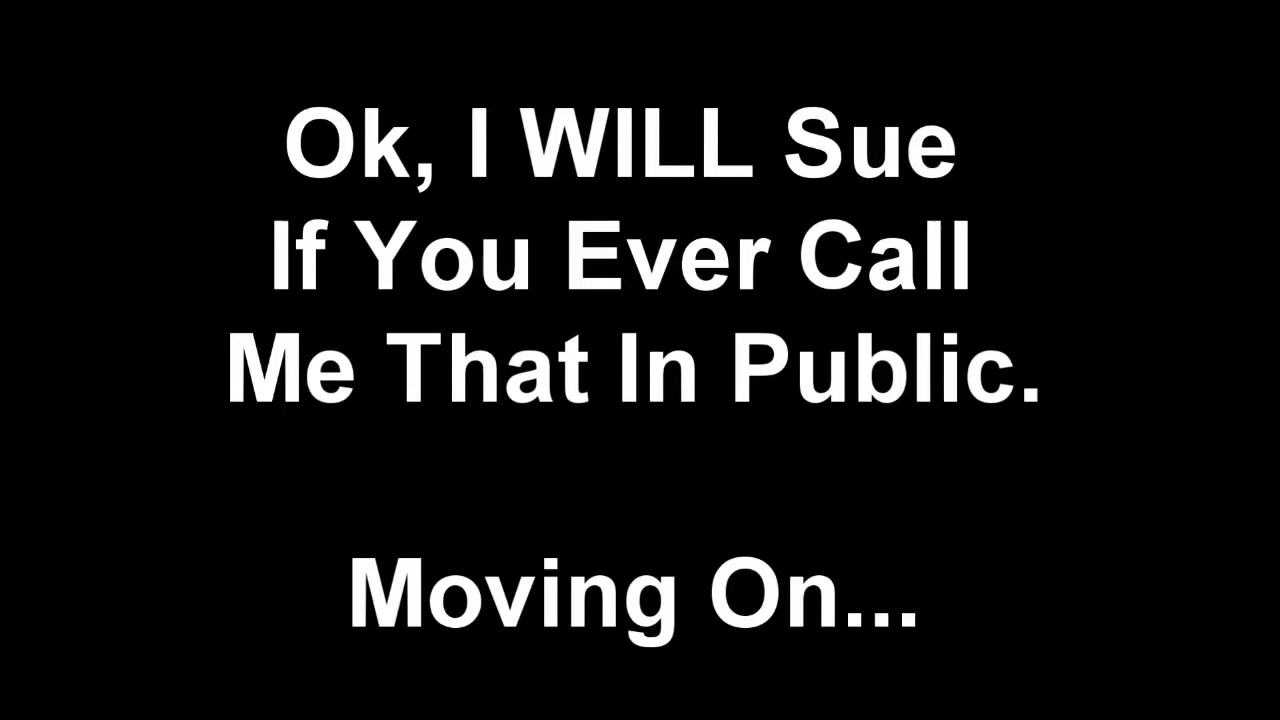 Ok, I WILL Sue
If You Ever Call
Me That In Public.
Moving On...